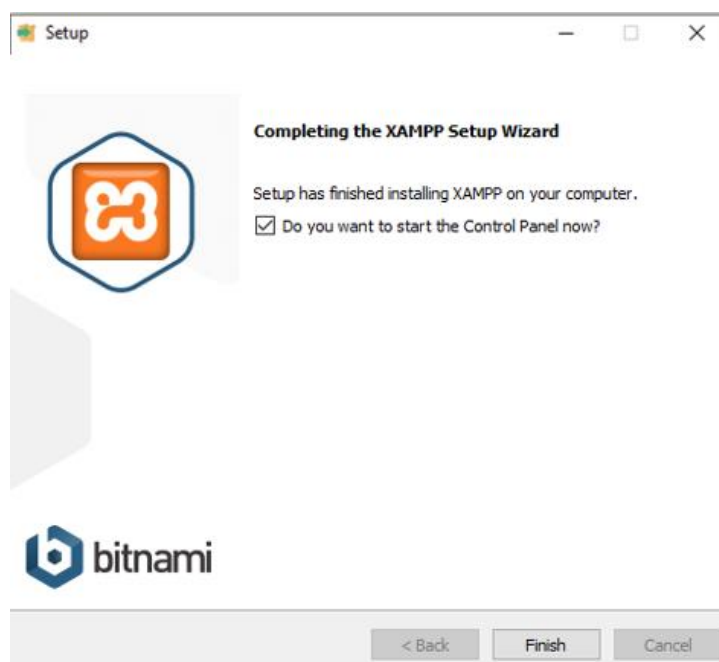 Setup
Completing the XAMPP Setup Wizard
Setup has finished installing XAMPP on your computer.
Do you want to start the Control Panel now?
bitnami
< Back
Finish
Cancel